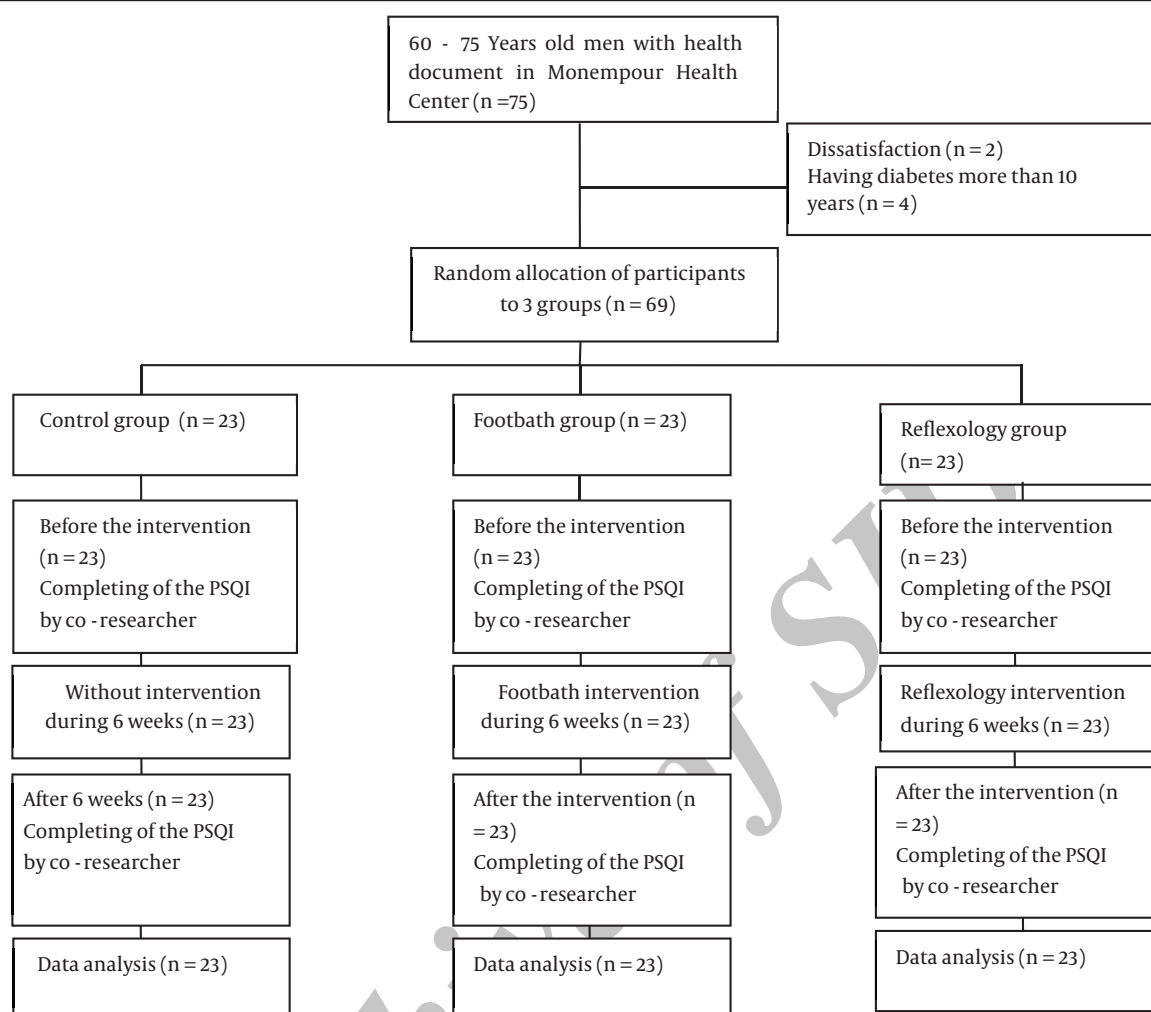 60 - 75 Years old men with health
document in Monempour Health
Center (n =75)
Dissatisfaction (n = 2)
Having diabetes more than 10
years (n = 4)
Random allocation of participants
to 3 groups (n = 69)
Control group (n = 23)
Footbath group (n = 23)
Reflexology group
(n= 23)
Before the intervention
(n = 23)
Completing of the PSQI
by co - researcher
Before the intervention
(n = 23)
Completing of the PSQI
by co - researcher
Before the intervention
(n = 23)
Completing of the PSQI
by co - researcher
Without intervention
during 6 weeks (n = 23)
Footbath intervention
during 6 weeks (n = 23)
Reflexology intervention
during 6 weeks (n = 23)
After 6 weeks (n = 23)
Completing of the PSQI
by co - researcher
After the intervention (n
= 23)
Completing of the PSQI
by co - researcher
After the intervention (n
= 23)
Completing of the PSQI
by co - researcher
Data analysis (n = 23)
Data analysis (n = 23)
Data analysis (n = 23)